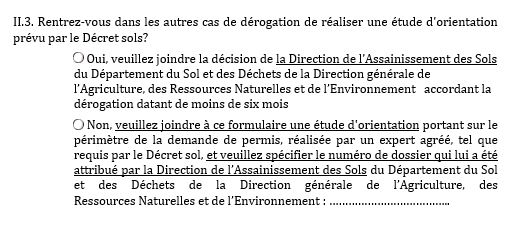 II.3. Rentrez-vous dans les autres cas de dérogation de réaliser une étude d'orientation
prévu par le Décret sols?
Oui, veuillez joindre la décision de la Direction de l'Assainissement des Sols
du Département du Sol et des Déchets de la Direction générale de
l'Agriculture, des Ressources Naturelles et de l'Environnement accordant la
dérogation datant de moins de six mois
Non, veuillez joindre à ce formulaire une étude d'orientation portant sur le
périmètre de la demande de permis, réalisée par un expert agréé, tel que
requis par le Décret sol, et veuillez spécifier le numéro de dossier qui lui a été
attribué par la Direction de l'Assainissement des Sols du Département du Sol
et des Déchets de la Direction générale de l'Agriculture, des
Ressources Naturelles et de l'Environnement : .......................................